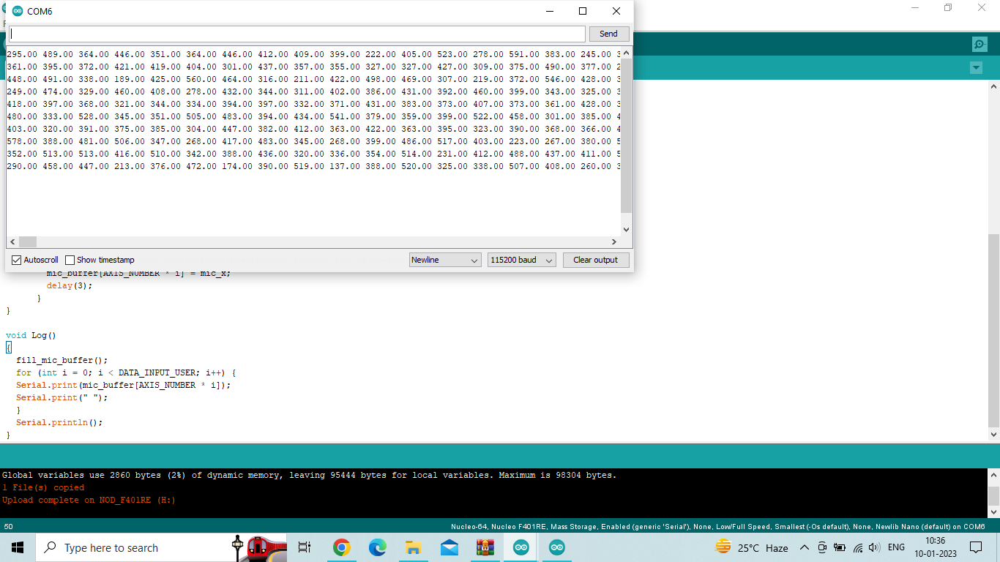 COM6
Send
295.00 489.00 364.00 446.00 351.00 364.00 446.00 412.00 409.00 399.00 222.00 405.00 523.00 278.00 591.00 383.00 245.00
361.00 395.00 372.00 421.00 419.00 404.00 301.00 437.00 357.00 355.00 327.00 327.00 427.00 309.00 375.00 490.00 377.00
448.00 491.00 338.00 189.00 425.00 560.00 464.00 316.00 211.00 422.00 498.00 469.00 307.00 219.00 372.00 546.00 428.00
249.00 474.00 329.00 460.00 408.00 278.00 432.00 344.00 311.00 402.00 386.00 431.00 392.00 460.00 399.00 343.00 325.00
418.00 397.00 368.00 321.00 344.00 334.00 394.00 397.00 332.00 371.00 431.00 383.00 373.00 407.00 373.00 361.00 428.00
480.00 333.00 528.00 345.00 351.00 505.00 483.00 394.00 434.00 541.00 379.00 359.00 399.00 522.00 458.00 301.00 385.00
403.00 320.00 391.00 375.00 385.00 304.00 447.00 382.00 412.00 363.00 422.00 363.00 395.00 323.00 390.00 368.00 366.00
578.00 388.00 481.00 506.00 347.00 268.00 417.00 483.00 345.00 268.00 399.00 486.00 517.00 403.00 223.00 267.00 380.00
352.00 513.00 513.00 416.00 510.00 342.00 388.00 436.00 320.00 336.00 354.00 514.00 231.00 412.00 488.00 437.00 411.00
290.00 458.00 447.00 213.00 376.00 472.00 174.00 390.00 519.00 137.00 388.00 520.00 325.00 338.00 507.00 408.00 260.00
Autoscroll Show timestamp Newline 115200 baud Clear output
mic_buffer[AXIS_NUMBER * i] = mic_x;
delay(3);
}
}
void Log()
{
fill_mic_buffer();
for (int i = 0; i < DATA_INPUT_USER; i++) {
Serial.print(mic_buffer[AXIS_NUMBER * i]);
Serial.print(" ");
}
Serial.println();
}
Global variables use 2860 bytes (2%) of dynamic memory, leaving 95444 bytes for local variables. Maximum is 98304 bytes.
1 File(s) copied
Upload complete on NOD_F401RE (H:)
50 Nucleo-64, Nucleo F401RE, Mass Storage, Enabled (generic 'Serial'), None, Low/Full Speed, Smallest (-Os default), None, Newlib Nano (default) on COM6
Type here to search 25°C Haze ENG 10:36
10-01-2023